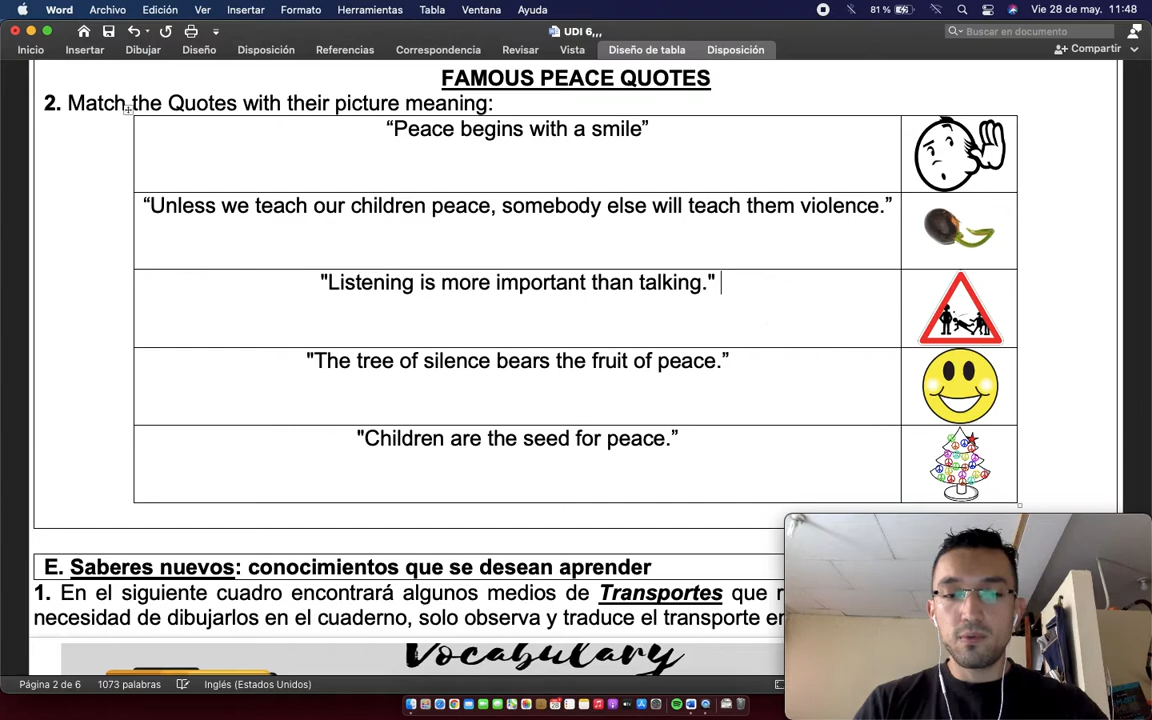 Word Archivo Edición Ver Insertar Formato Herramientas Tabla Ventana Ayuda 81 % Vie 28 de may. 11:48
UDI 6,,, Buscar en documento
Inicio Insertar Dibujar Diseño Disposición Referencias Correspondencia Revisar Vista Diseño de tabla Disposición Compartir
FAMOUS PEACE QUOTES
2. Match the Quotes with their picture meaning:
“Peace begins with a smile”
“Unless we teach our children peace, somebody else will teach them violence.”
"Listening is more important than talking."
"The tree of silence bears the fruit of peace.”
"Children are the seed for peace.”
E. Saberes nuevos: conocimientos que se desean aprender
1. En el siguiente cuadro encontrará algunos medios de Transportes que
necesidad de dibujarlos en el cuaderno, solo observa y traduce el transporte
Vocabulary
Página 2 de 6 1073 palabras Inglés (Estados Unidos)